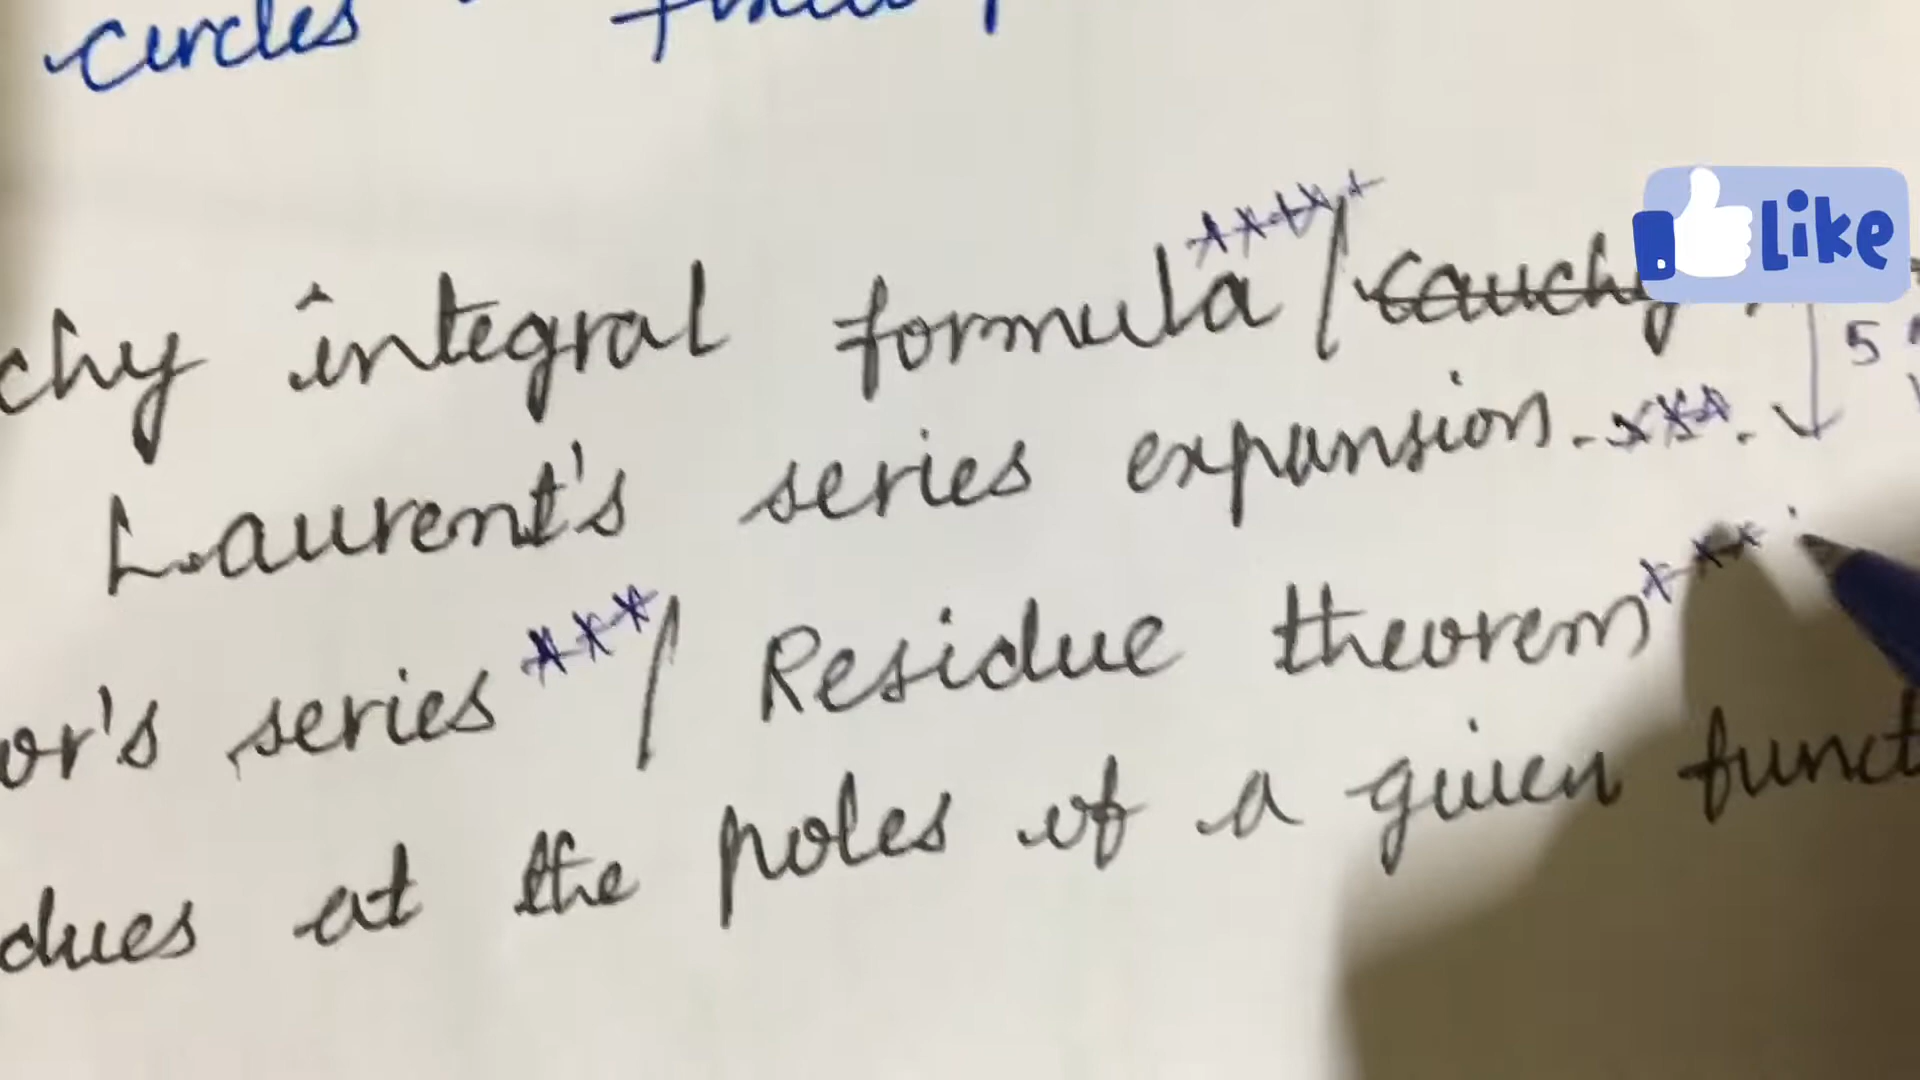 circles
chy integral formula****+/ cauchy
Like
5
Laurent's series expansion. ***.
or's series***/ Residue theorem***
dues at the poles of a given funct